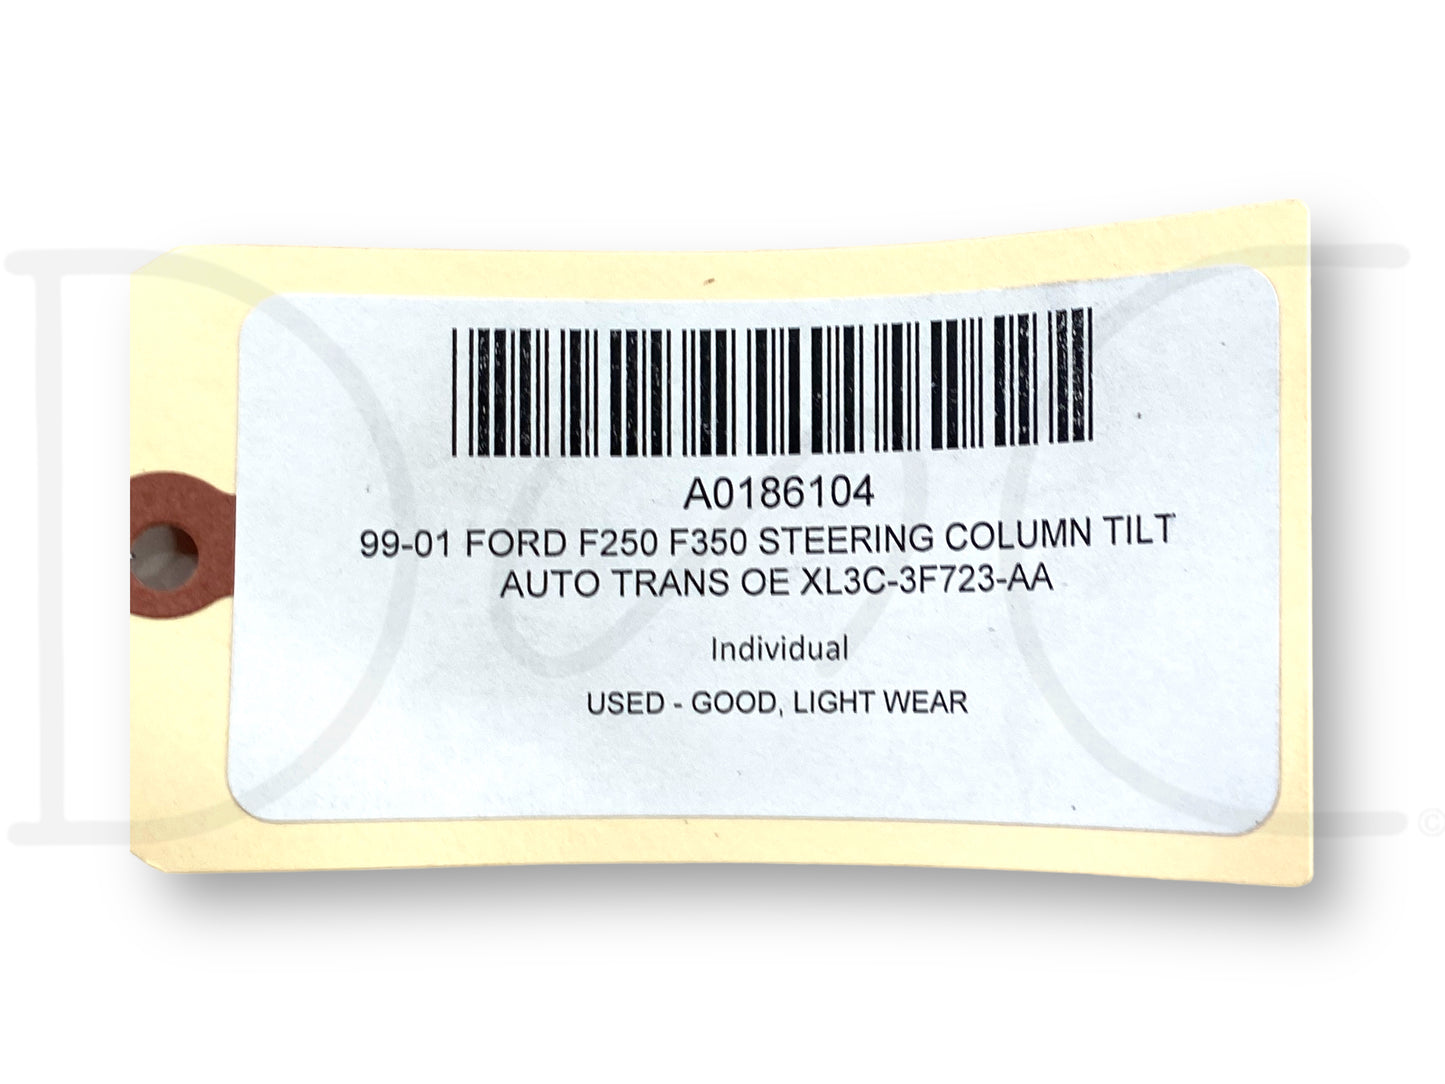 A0186104
99-01 FORD F250 F350 STEERING COLUMN TILT
AUTO TRANS OE XL3C-3F723-AA
Individual
USED - GOOD, LIGHT WEAR
©